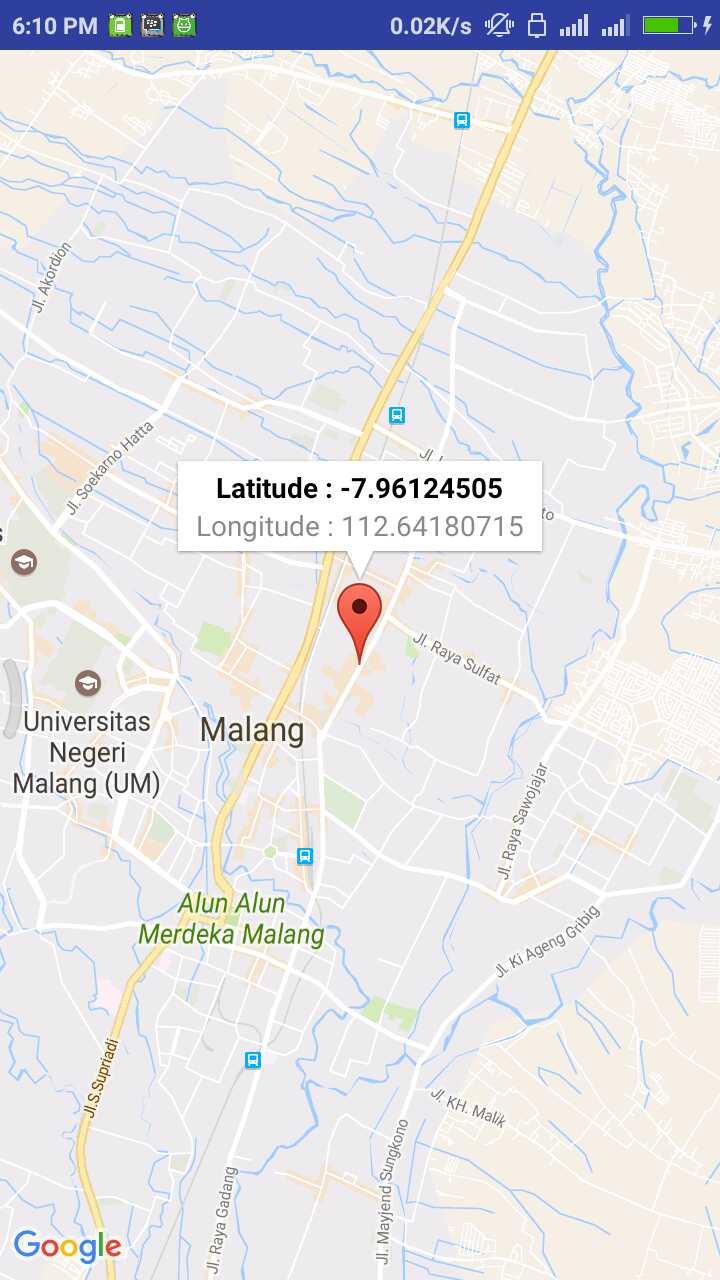 6:10 PM 0.02K/s
Jl. Akordion
Jl. Soekarno Hatta
Latitude : -7.96124505
Longitude : 112.64180715
Jl. Raya Sulfat
Universitas
Negeri
Malang (UM)
Malang
Jl. Raya Sawojajar
Alun Alun
Merdeka Malang
Jl. Ki Ageng Gribig
Jl.S.Supriadi
Jl. KH. Malik
Jl. Mayjend Sungkono
Jl. Raya Gadang
Google